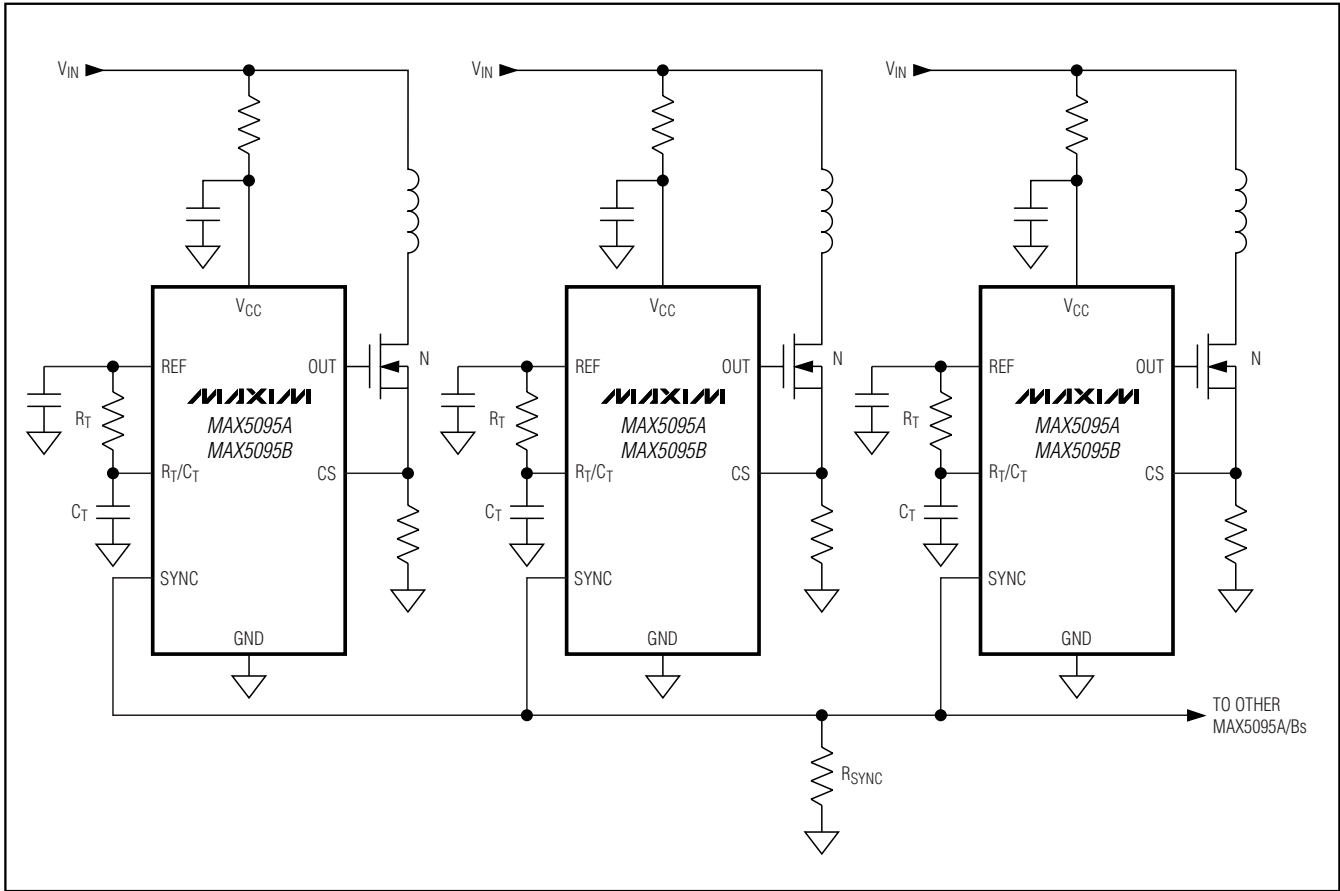 VIN
VIN
VIN
VCC
REF
OUT
N
RT
MAXIM
MAX5095A
MAX5095B
RT/CT
CS
CT
SYNC
GND
VCC
REF
OUT
N
RT
MAXIM
MAX5095A
MAX5095B
RT/CT
CS
CT
SYNC
GND
VCC
REF
OUT
N
RT
MAXIM
MAX5095A
MAX5095B
RT/CT
CS
CT
SYNC
GND
TO OTHER
MAX5095A/Bs
RSYNC